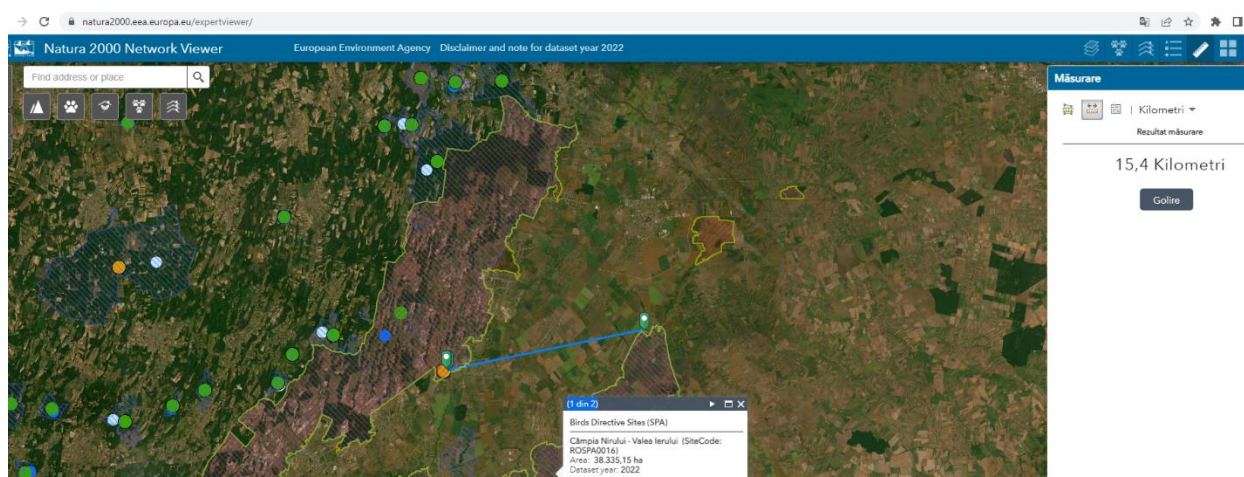 natura2000.eea.europa.eu/expertviewer/
Natura 2000 Network Viewer
European Environment Agency Disclaimer and note for dataset year 2022
Find address or place
Măsurare
Kilometri
Rezultat măsurare
15,4 Kilometri
Golire
(1 din 2)
Birds Directive Sites (SPA)
Câmpia Nirului - Valea Ierului (SiteCode:
ROSPA0016)
Area: 38.335,15 ha
Dataset year: 2022